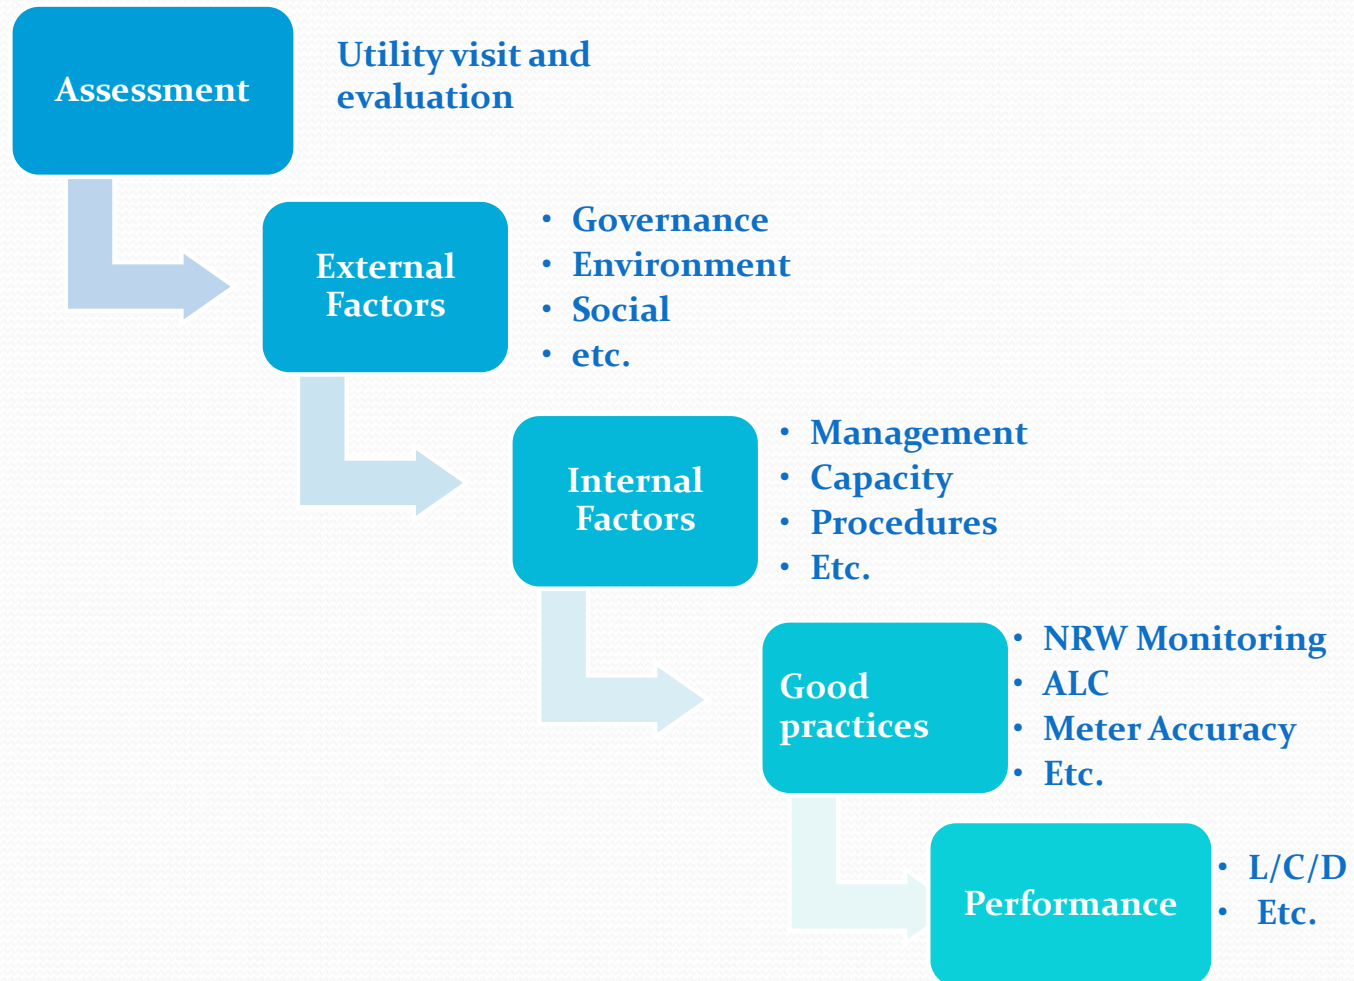 Assessment
Utility visit and
evaluation
External
Factors
• Governance
• Environment
• Social
• etc.
Internal
Factors
• Management
• Capacity
• Procedures
• Etc.
Good
practices
• NRW Monitoring
• ALC
• Meter Accuracy
• Etc.
Performance
• L/C/D
• Etc.